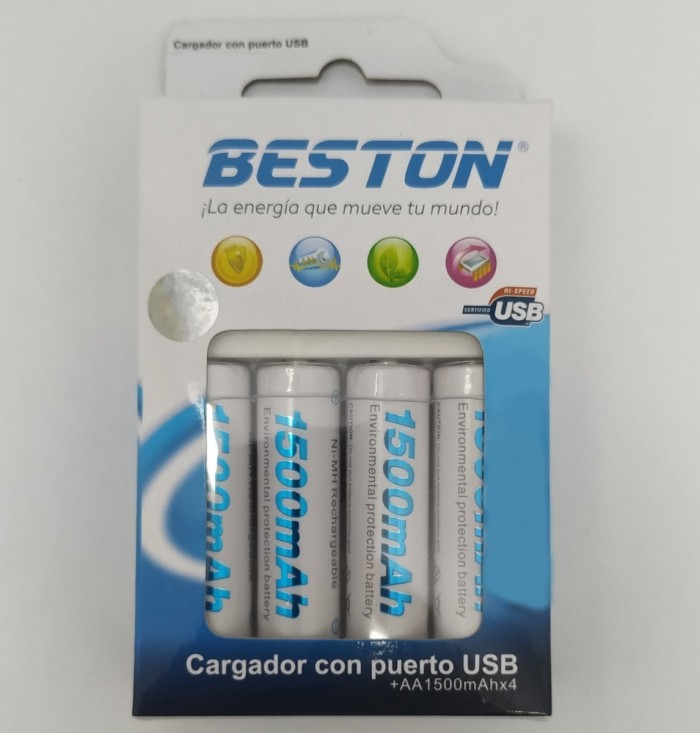 Cargador con puerto USB
BESTON®
¡La energía que mueve tu mundo!
HI-SPEED
CERTIFIED USB
1500mAh
1500mAh
Environmental protection battery
Ni-MH Rechargeable
1500mAh
Environmental protection battery
Environmental protection battery
Cargador con puerto USB
+AA1500mAhx4